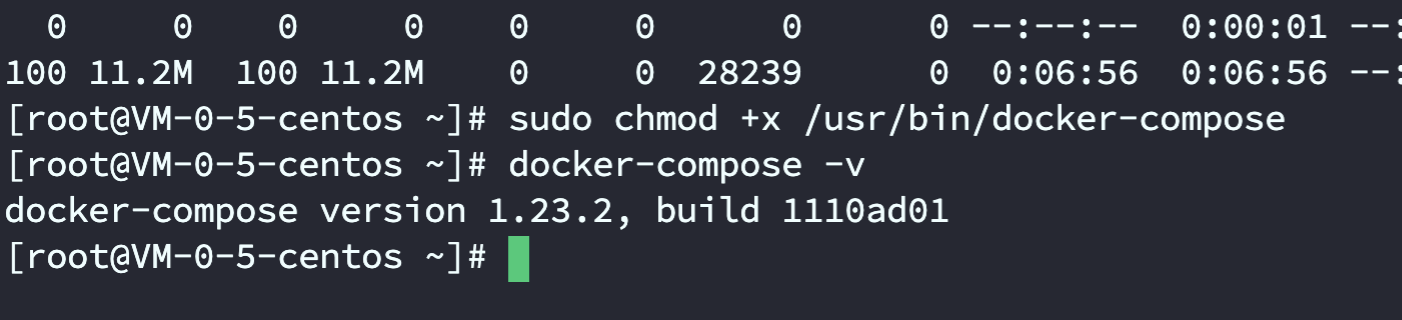 0 0 0 0 0 0 0 0 --:--:-- 0:00:01 --:
100 11.2M 100 11.2M 0 0 28239 0 0:06:56 0:06:56 --:
[root@VM-0-5-centos ~]# sudo chmod +x /usr/bin/docker-compose
[root@VM-0-5-centos ~]# docker-compose -v
docker-compose version 1.23.2, build 1110ad01
[root@VM-0-5-centos ~]#